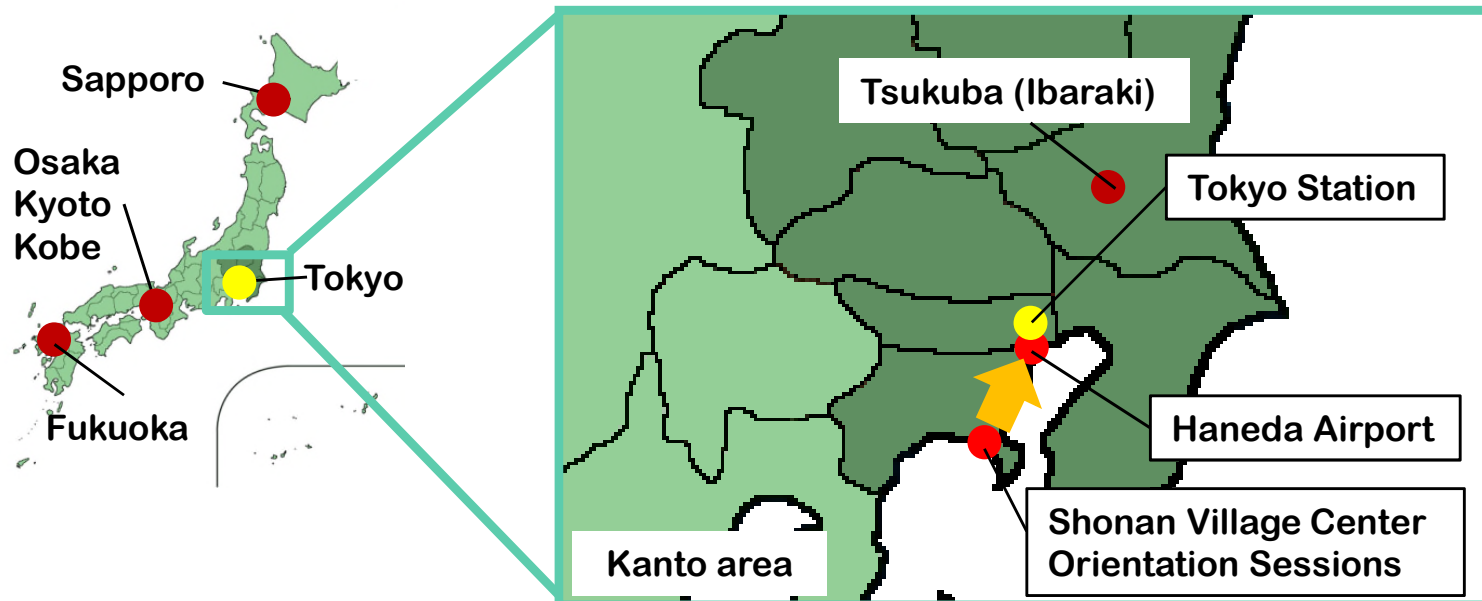 Sapporo
Osaka
Kyoto
Kobe
Tokyo
Fukuoka
Tsukuba (Ibaraki)
Tokyo Station
Haneda Airport
Shonan Village Center
Orientation Sessions
Kanto area